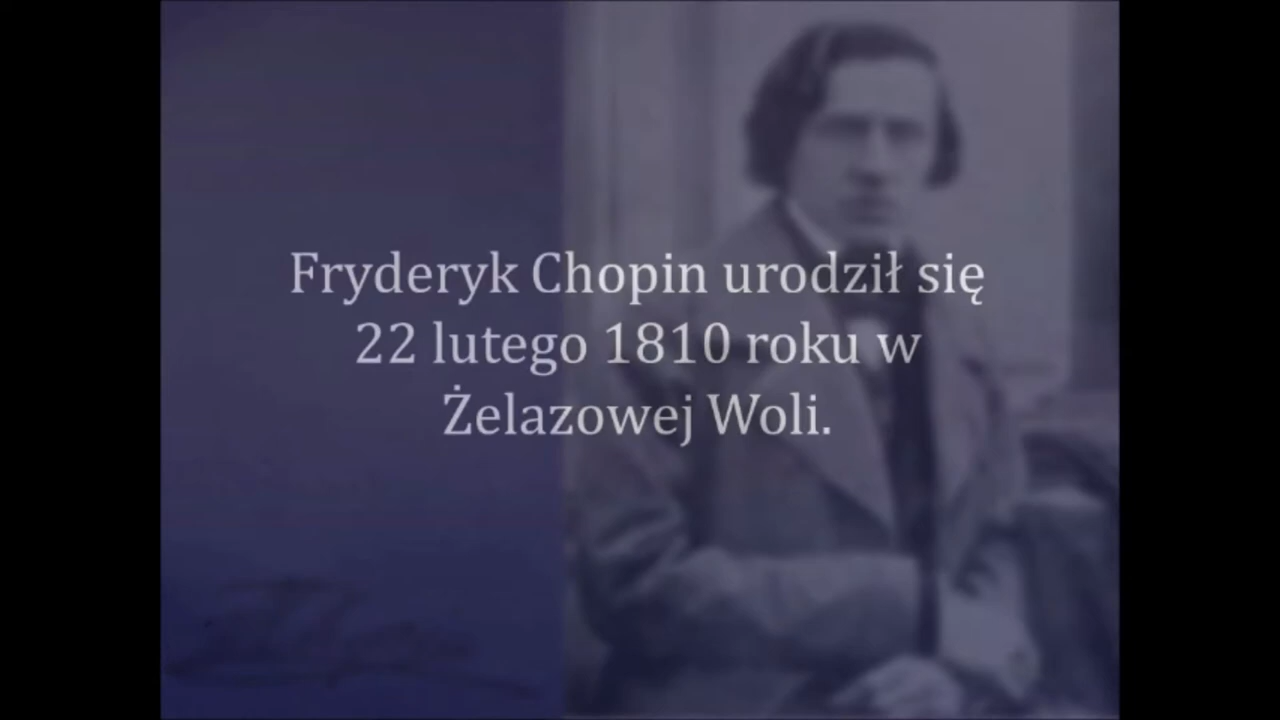 Fryderyk Chopin urodził się
22 lutego 1810 roku w
Żelazowej Woli.